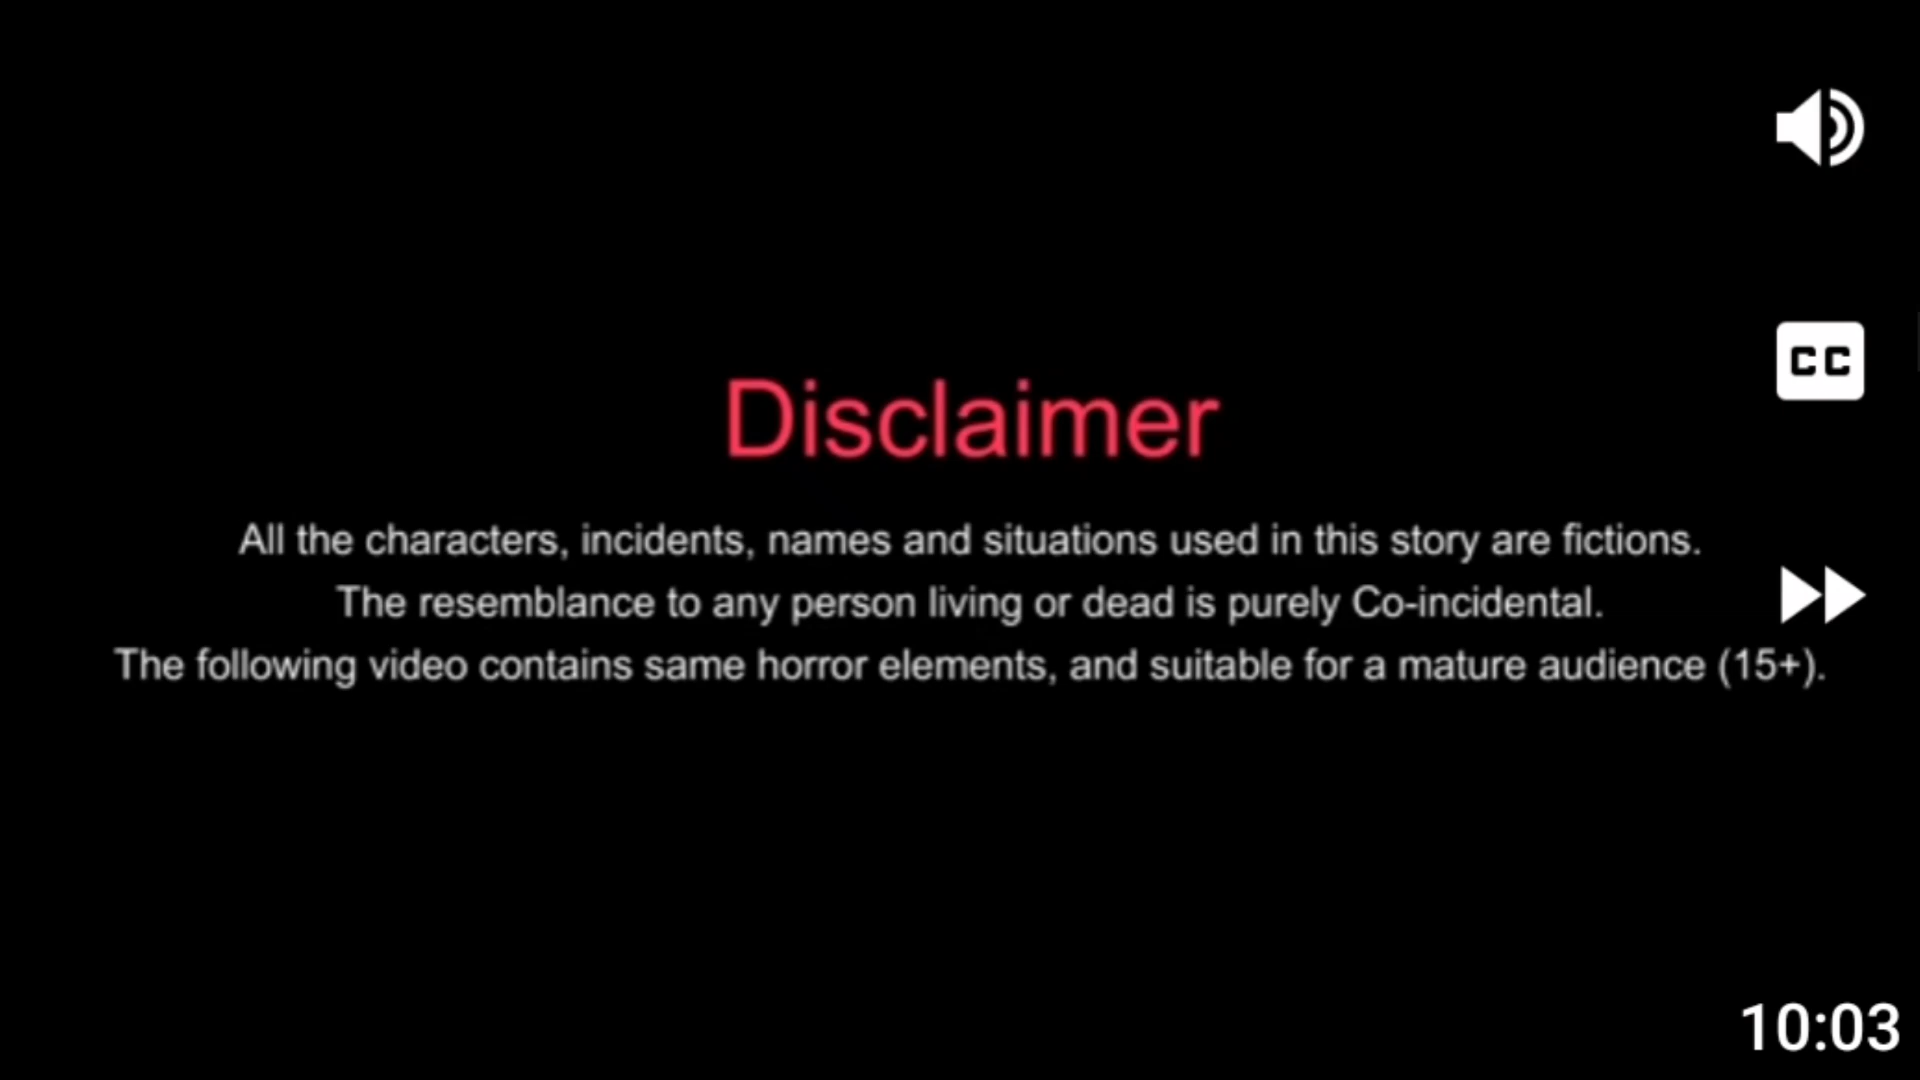 Disclaimer
All the characters, incidents, names and situations used in this story are fictions.
The resemblance to any person living or dead is purely Co-incidental.
The following video contains same horror elements, and suitable for a mature audience (15+).
CC
10:03